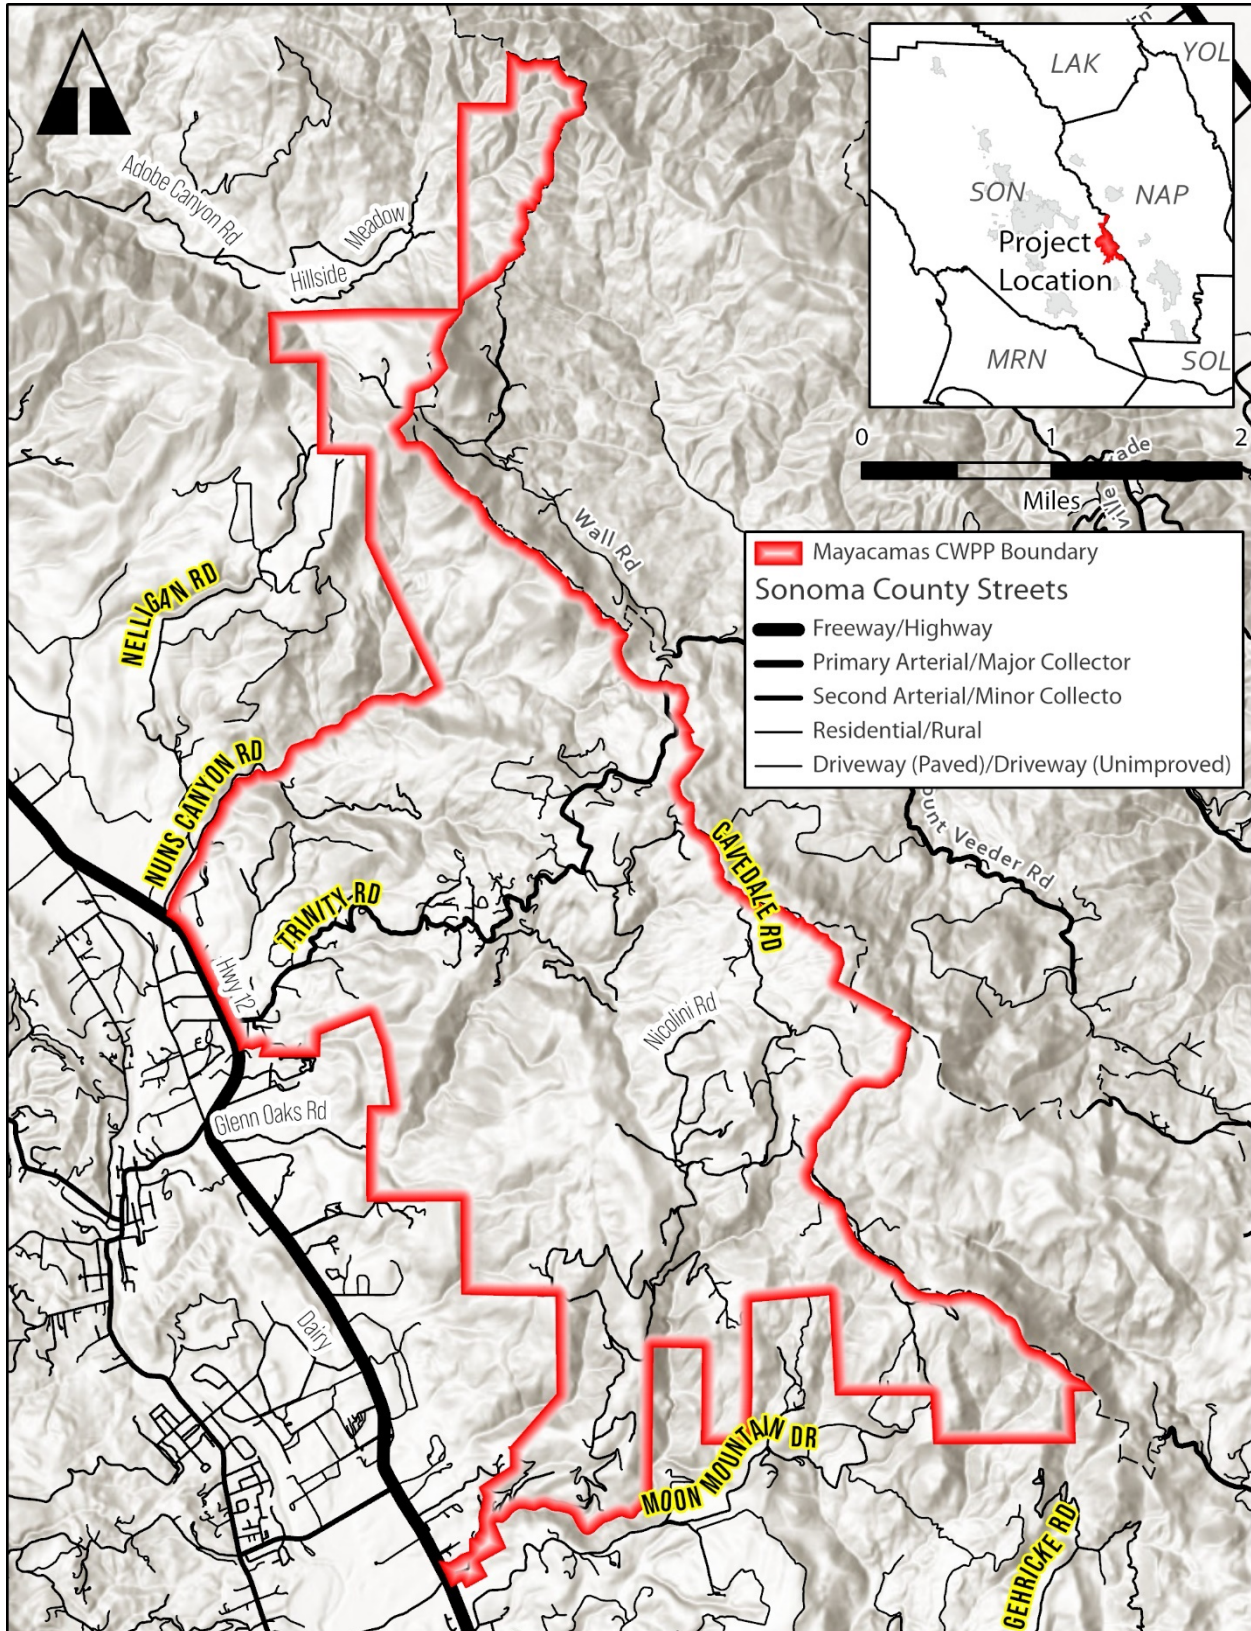 LAK
YOL
SON
NAP
Project
Location
MRN
SOL
0 1 2
Miles
Adobe Canyon Rd
Meadow
Hillside
Wall Rd
Mayacamas CWPP Boundary
Sonoma County Streets
Freeway/Highway
Primary Arterial/Major Collector
Second Arterial/Minor Collecto
Residential/Rural
Driveway (Paved)/Driveway (Unimproved)
NELLIGAN RD
NUNS CANYON RD
ount Veeder Rd
CAVEDALE RD
TRINITY RD
Hwy 12
Nicolini Rd
Glenn Oaks Rd
Dairy
MOON MOUNTAIN DR
GEHRICKE RD